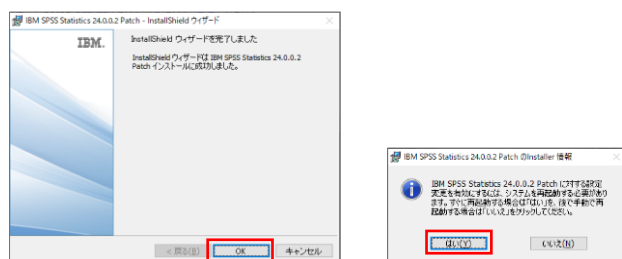 IBM SPSS Statistics 24.0.0.2 Patch - InstallShield ウィザード
IBM.
InstallShield ウィザードを完了しました
InstallShield ウィザードは IBM SPSS Statistics 24.0.0.2
Patch インストールに成功しました。
< 戻る(B)
OK
キャンセル
IBM SPSS Statistics 24.0.0.2 Patch のInstaller 情報
IBM SPSS Statistics 24.0.0.2 Patch に対する設定
変更を有効にするには、システムを再起動する必要があり
ます。すぐに再起動する場合は「はい」を、後で手動で再
起動する場合は「いいえ」をクリックしてください。
はい(Y)
いいえ(N)